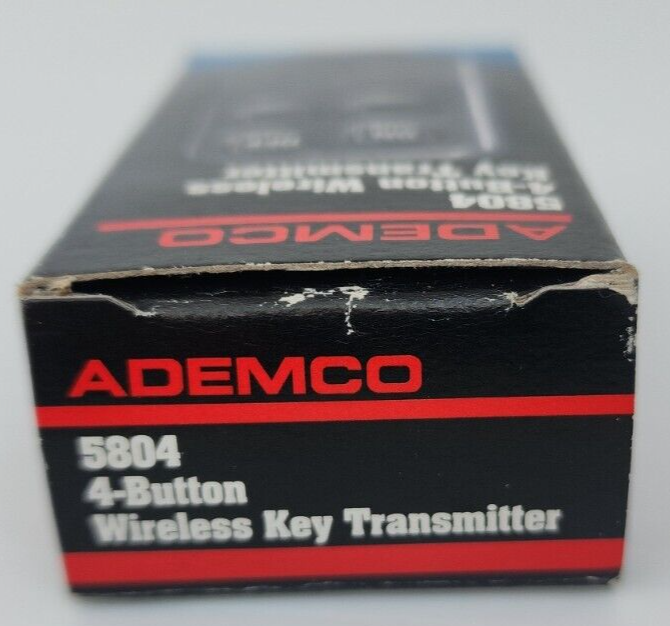 5804
4-Button Wireless
Key Transmitter
ADEMCO
ADEMCO
5804
4-Button
Wireless Key Transmitter